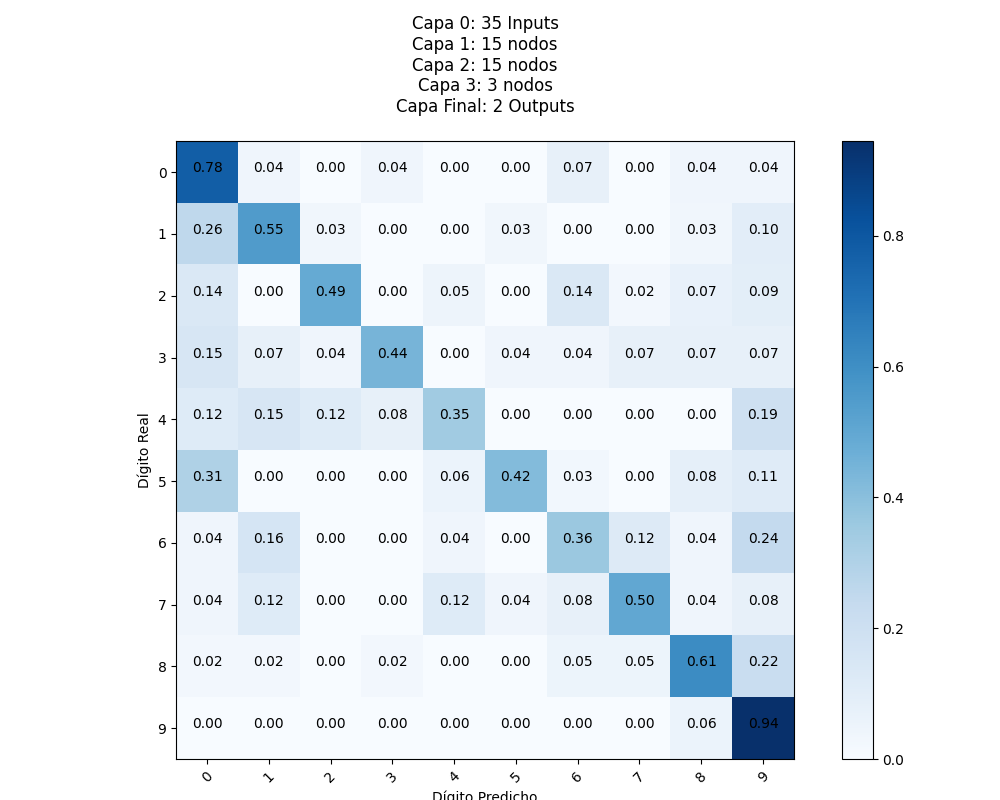 Capa 0: 35 Inputs
Capa 1: 15 nodos
Capa 2: 15 nodos
Capa 3: 3 nodos
Capa Final: 2 Outputs
0 0.78 0.04 0.00 0.04 0.00 0.00 0.07 0.00 0.04 0.04
1 0.26 0.55 0.03 0.00 0.00 0.03 0.00 0.00 0.03 0.10
2 0.14 0.00 0.49 0.00 0.05 0.00 0.14 0.02 0.07 0.09
3 0.15 0.07 0.04 0.44 0.00 0.04 0.04 0.07 0.07 0.07
4 0.12 0.15 0.12 0.08 0.35 0.00 0.00 0.00 0.00 0.19
5 0.31 0.00 0.00 0.00 0.06 0.42 0.03 0.00 0.08 0.11
6 0.04 0.16 0.00 0.00 0.04 0.00 0.36 0.12 0.04 0.24
7 0.04 0.12 0.00 0.00 0.12 0.04 0.08 0.50 0.04 0.08
8 0.02 0.02 0.00 0.02 0.00 0.00 0.05 0.05 0.61 0.22
9 0.00 0.00 0.00 0.00 0.00 0.00 0.00 0.00 0.06 0.94
0 1 2 3 4 5 6 7 8 9
Dígito Real
Dígito Predicho
0.8
0.6
0.4
0.2
0.0